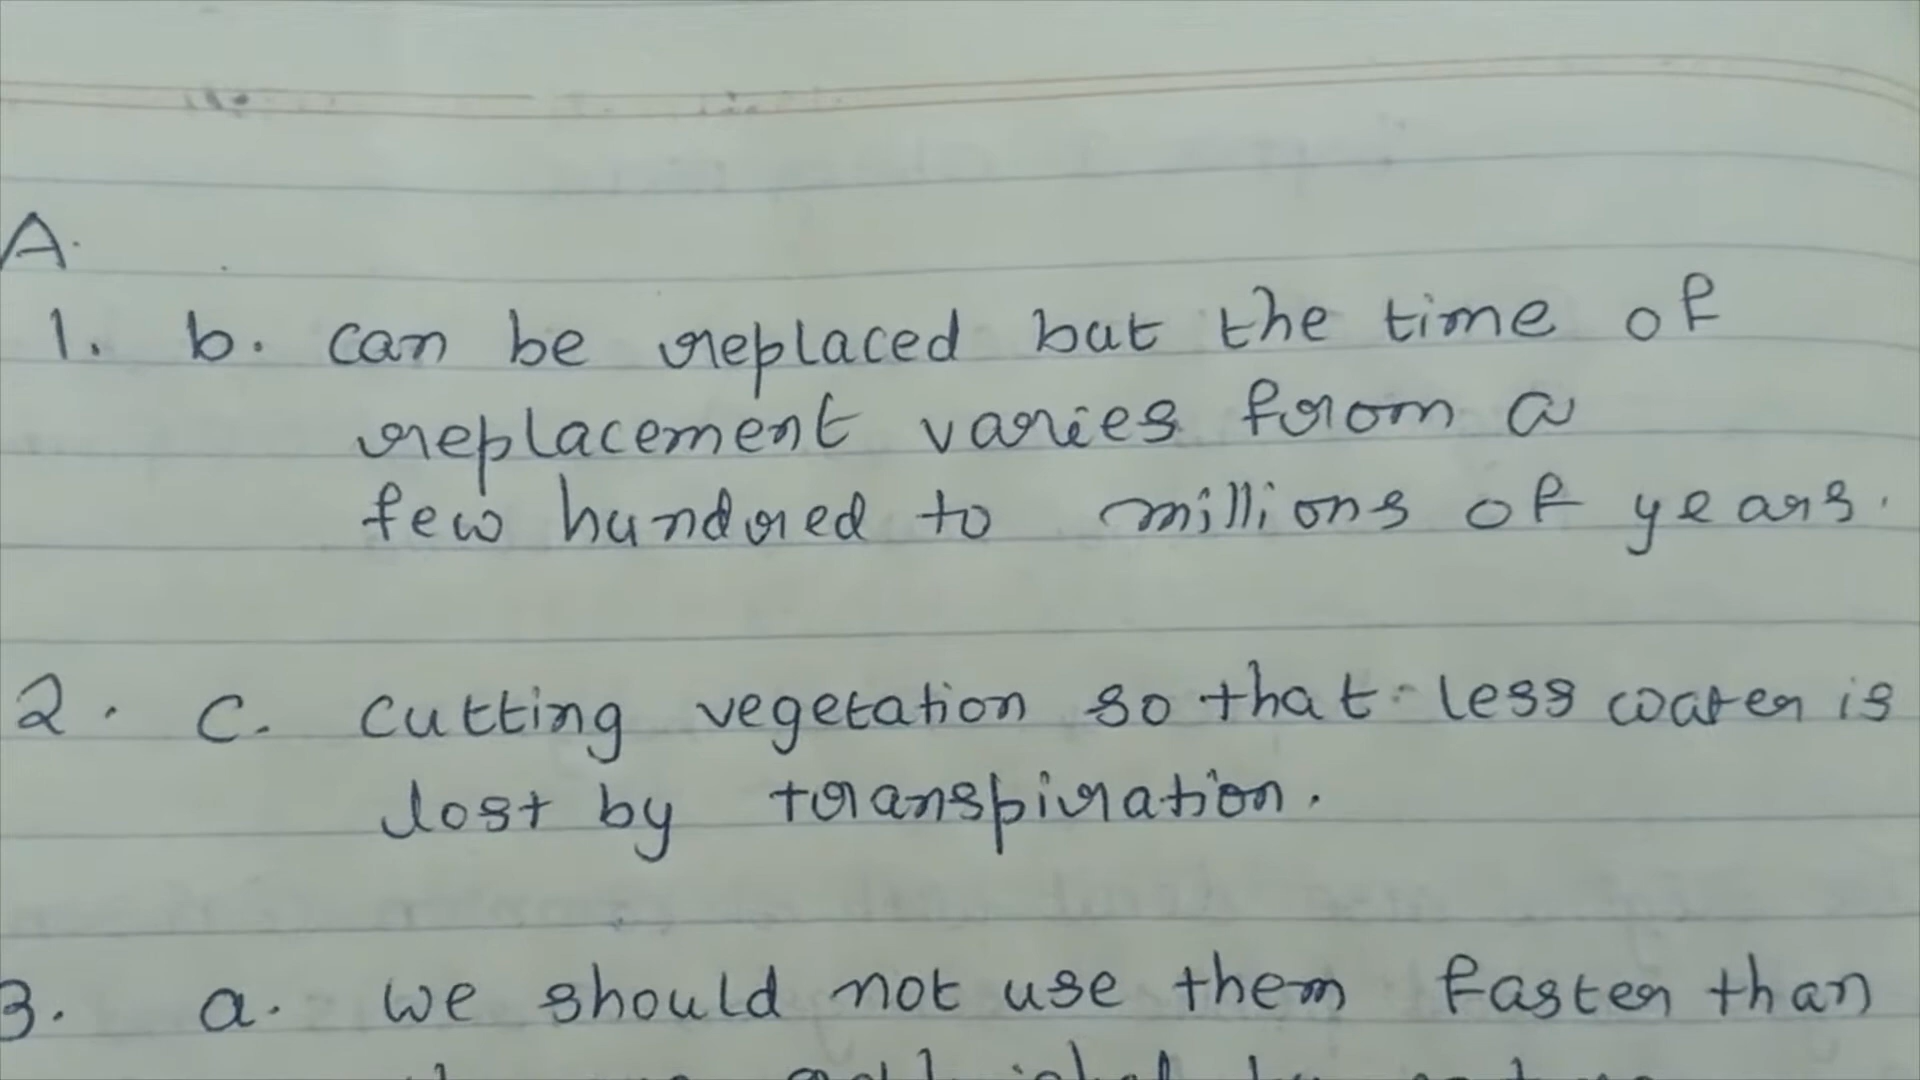 A.
1. b. can be replaced but the time of
replacement varies from a
few hundred to millions of years.
2. c. cutting vegetation so that less water is
lost by transpiration.
3. a. we should not use them faster than